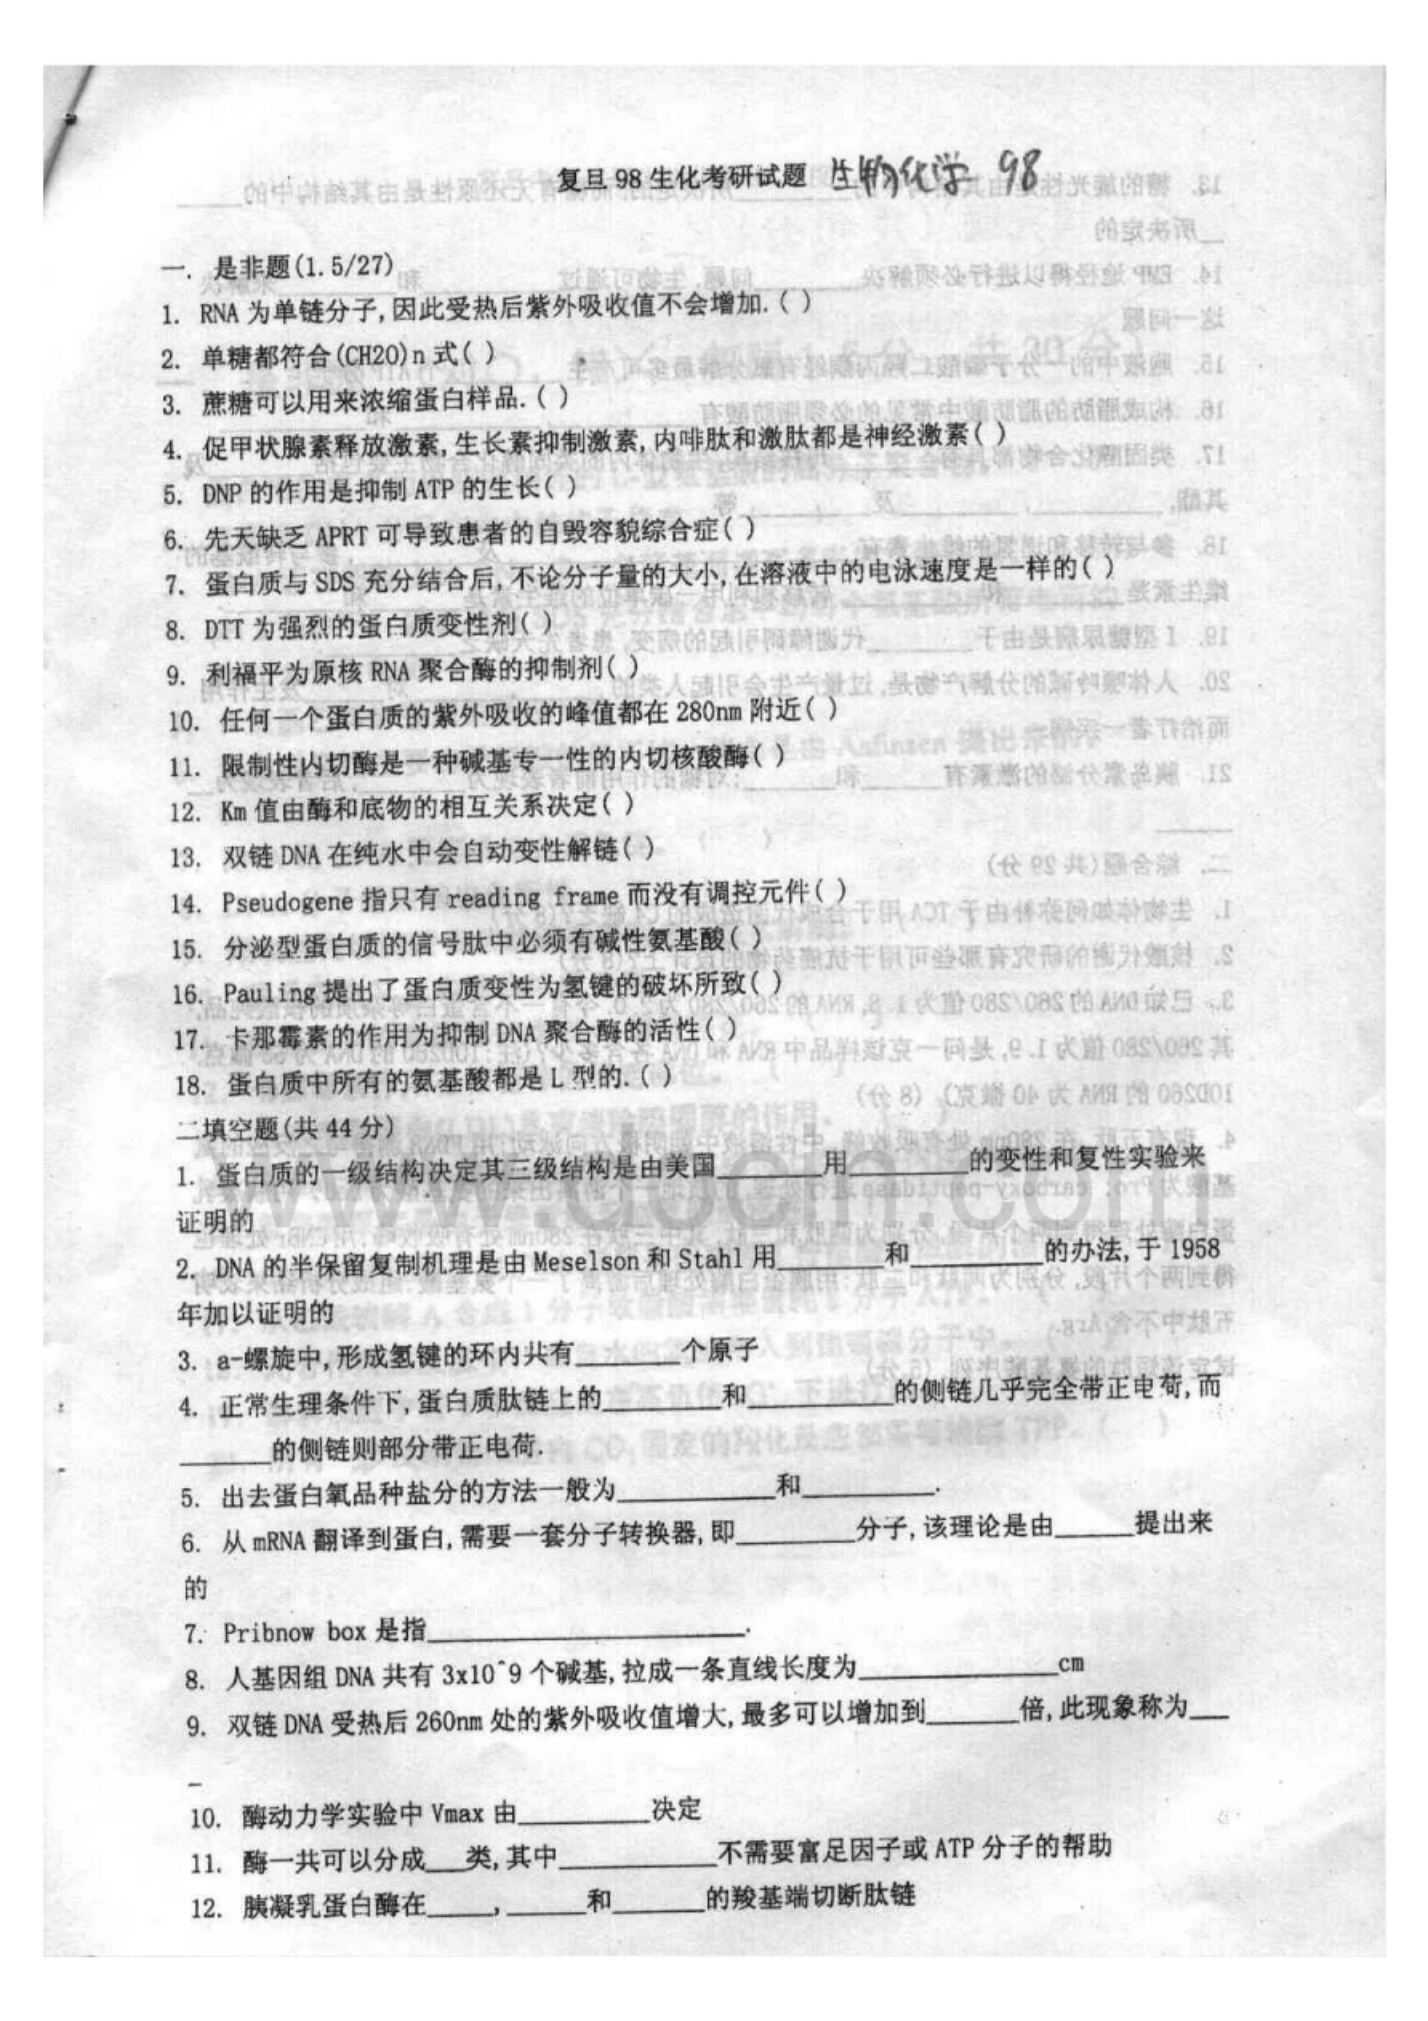 复旦98生化考研试题 生物化学 98
一. 是非题(1.5/27)
1. RNA为单链分子,因此受热后紫外吸收值不会增加.( )
2. 单糖都符合(CH2O)n式( )
3. 蔗糖可以用来浓缩蛋白样品.( )
4. 促甲状腺素释放激素,生长素抑制激素,内啡肽和激肽都是神经激素( )
5. DNP的作用是抑制ATP的生长( )
6. 先天缺乏APRT可导致患者的自毁容貌综合症( )
7. 蛋白质与SDS充分结合后,不论分子量的大小,在溶液中的电泳速度是一样的( )
8. DTT为强烈的蛋白质变性剂( )
9. 利福平为原核RNA聚合酶的抑制剂( )
10. 任何一个蛋白质的紫外吸收的峰值都在280nm附近( )
11. 限制性内切酶是一种碱基专一性的内切核酸酶( )
12. Km值由酶和底物的相互关系决定( )
13. 双链DNA在纯水中会自动变性解链( )
14. Pseudogene指只有reading frame而没有调控元件( )
15. 分泌型蛋白质的信号肽中必须有碱性氨基酸( )
16. Pauling提出了蛋白质变性为氢键的破坏所致( )
17. 卡那霉素的作用为抑制DNA聚合酶的活性( )
18. 蛋白质中所有的氨基酸都是L型的.( )
二填空题(共44分)
1. 蛋白质的一级结构决定其三级结构是由美国________用________的变性和复性实验来
证明的
2. DNA的半保留复制机理是由Meselson和Stahl用________和________的办法,于1958
年加以证明的
3. a-螺旋中,形成氢键的环内共有________个原子
4. 正常生理条件下,蛋白质肽链上的________和________的侧链几乎完全带正电荷,而
_______的侧链则部分带正电荷.
5. 出去蛋白氧品种盐分的方法一般为________和________.
6. 从mRNA翻译到蛋白,需要一套分子转换器,即________分子,该理论是由______提出来
的
7. Pribnow box是指________________.
8. 人基因组DNA共有3x10^9个碱基,拉成一条直线长度为____________cm
9. 双链DNA受热后260nm处的紫外吸收值增大,最多可以增加到_______倍,此现象称为___
_
10. 酶动力学实验中Vmax由________决定
11. 酶一共可以分成___类,其中________不需要富足因子或ATP分子的帮助
12. 胰凝乳蛋白酶在_____,______和_______的羧基端切断肽链
www.docin.com